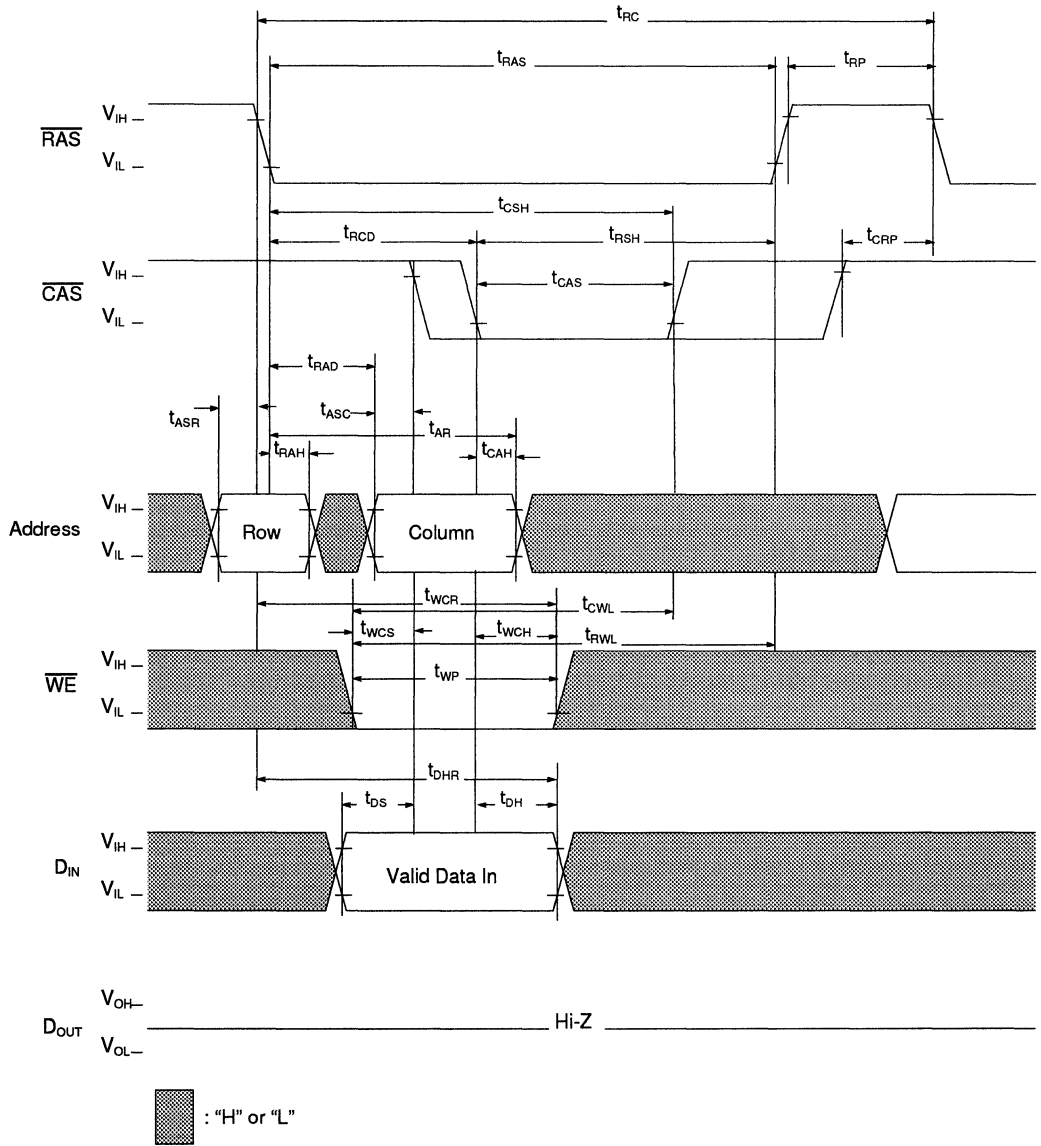 tRC
tRAS
tRP
RAS
VIH
VIL
tCSH
tRCD
tRSH
tCRP
CAS
VIH
VIL
tCAS
tRAD
tASR
tASC
tAR
tRAH
tCAH
Address
VIH
VIL
Row
Column
tWCR
tCWL
tWCS
tWCH
tRWL
WE
VIH
VIL
tWP
tDHR
tDS
tDH
DIN
VIH
VIL
Valid Data In
DOUT
VOH
VOL
Hi-Z
: “H” or “L”